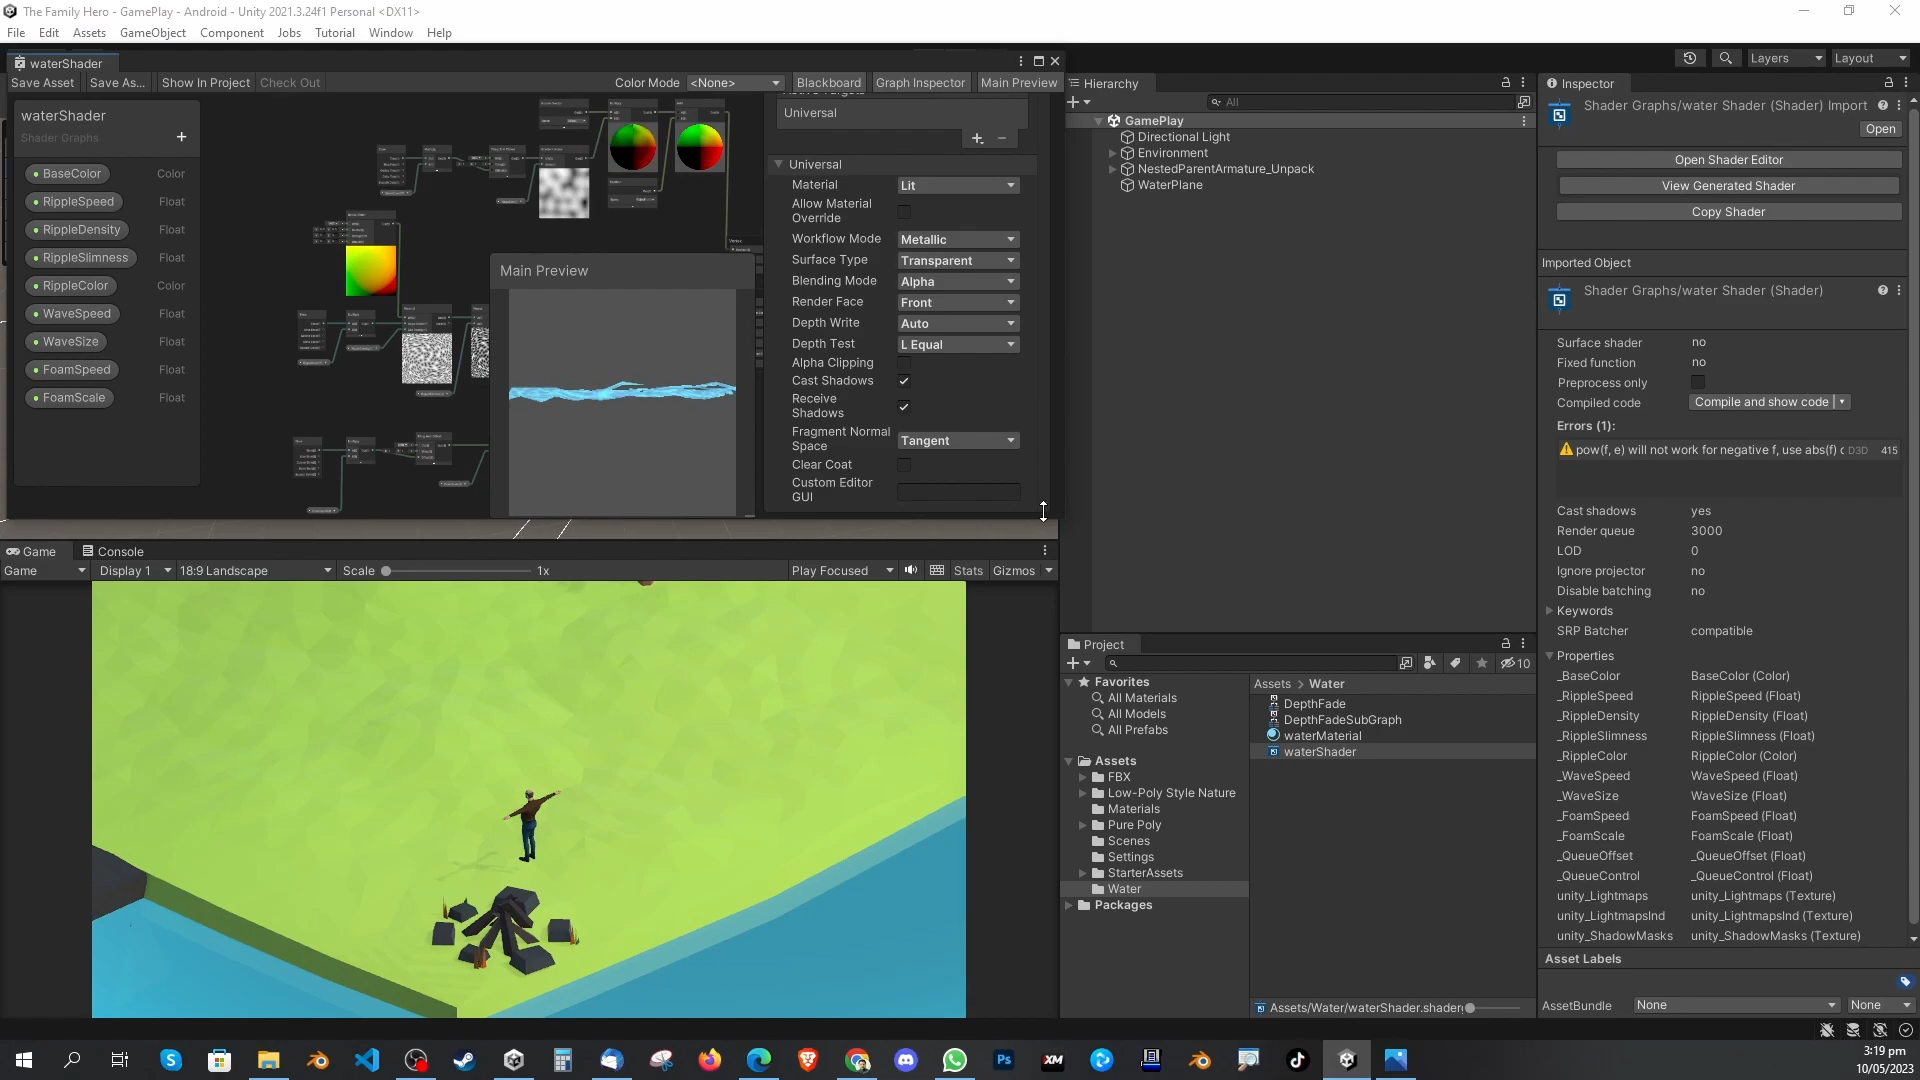 The Family Hero - GamePlay - Android - Unity 2021.3.24f1 Personal <DX11>
File Edit Assets GameObject Component Jobs Tutorial Window Help
waterShader
Save Asset Save As... Show In Project Check Out Color Mode <None> Blackboard Graph Inspector Main Preview
waterShader
Shader Graphs
BaseColor Color
RippleSpeed Float
RippleDensity Float
RippleSlimness Float
RippleColor Color
WaveSpeed Float
WaveSize Float
FoamSpeed Float
FoamScale Float
Main Preview
Universal
Universal
Material Lit
Allow Material
Override
Workflow Mode Metallic
Surface Type Transparent
Blending Mode Alpha
Render Face Front
Depth Write Auto
Depth Test L Equal
Alpha Clipping
Cast Shadows
Receive
Shadows
Fragment Normal
Space Tangent
Clear Coat
Custom Editor
GUI
Game Console
Game Display 1 18:9 Landscape Scale 1x Play Focused Stats Gizmos
Layers Layout
Hierarchy
All
GamePlay
Directional Light
Environment
NestedParentArmature_Unpack
WaterPlane
Project
10
Favorites
All Materials
All Models
All Prefabs
Assets
FBX
Low-Poly Style Nature
Materials
Pure Poly
Scenes
Settings
StarterAssets
Water
Packages
Assets > Water
DepthFade
DepthFadeSubGraph
waterMaterial
waterShader
Assets/Water/waterShader.shader
Inspector
Shader Graphs/water Shader (Shader) Import
Open
Open Shader Editor
View Generated Shader
Copy Shader
Imported Object
Shader Graphs/water Shader (Shader)
Surface shader no
Fixed function no
Preprocess only
Compiled code Compile and show code
Errors (1):
pow(f, e) will not work for negative f, use abs(f) D3D 415
Cast shadows yes
Render queue 3000
LOD 0
Ignore projector no
Disable batching no
Keywords
SRP Batcher compatible
Properties
_BaseColor BaseColor (Color)
_RippleSpeed RippleSpeed (Float)
_RippleDensity RippleDensity (Float)
_RippleSlimness RippleSlimness (Float)
_RippleColor RippleColor (Color)
_WaveSpeed WaveSpeed (Float)
_WaveSize WaveSize (Float)
_FoamSpeed FoamSpeed (Float)
_FoamScale FoamScale (Float)
_QueueOffset _QueueOffset (Float)
_QueueControl _QueueControl (Float)
unity_Lightmaps unity_Lightmaps (Texture)
unity_LightmapsInd unity_LightmapsInd (Texture)
unity_ShadowMasks unity_ShadowMasks (Texture)
Asset Labels
AssetBundle None None
Ps
XM
3:19 pm
10/05/2023